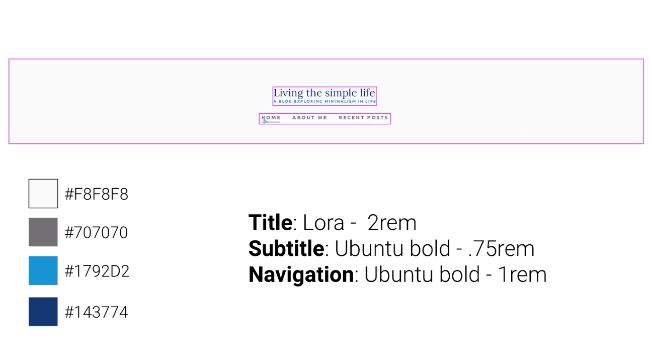 Living the simple life
A BLOG EXPLORING MINIMALISM IN LIFE
HOME ABOUT ME RECENT POSTS
#F8F8F8
#707070
#1792D2
#143774
Title: Lora - 2rem
Subtitle: Ubuntu bold - .75rem
Navigation: Ubuntu bold - 1rem